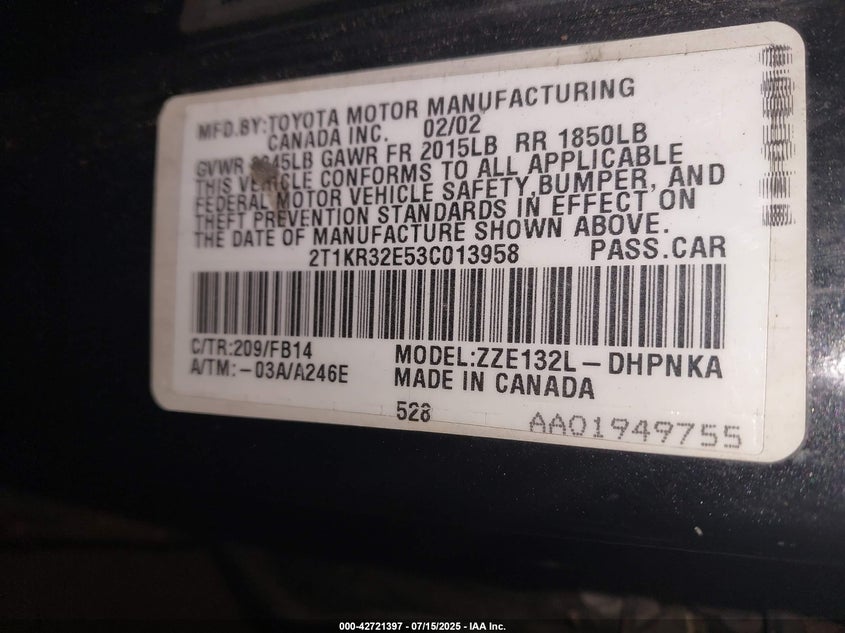 MFD.BY:TOYOTA MOTOR MANUFACTURING
CANADA INC. 02/02
GVWR LB GAWR FR 2015LB RR 1850LB
THIS VEHICLE CONFORMS TO ALL APPLICABLE
FEDERAL MOTOR VEHICLE SAFETY,BUMPER, AND
THEFT PREVENTION STANDARDS IN EFFECT ON
THE DATE OF MANUFACTURE SHOWN ABOVE.
2T1KR32E53C013958 PASS.CAR
C/TR:209/FB14 MODEL:ZZE132L-DHPNKA
A/TM:-03A/A246E MADE IN CANADA
528
AA01949755
000-42721397 - 07/15/2025 - IAA Inc.